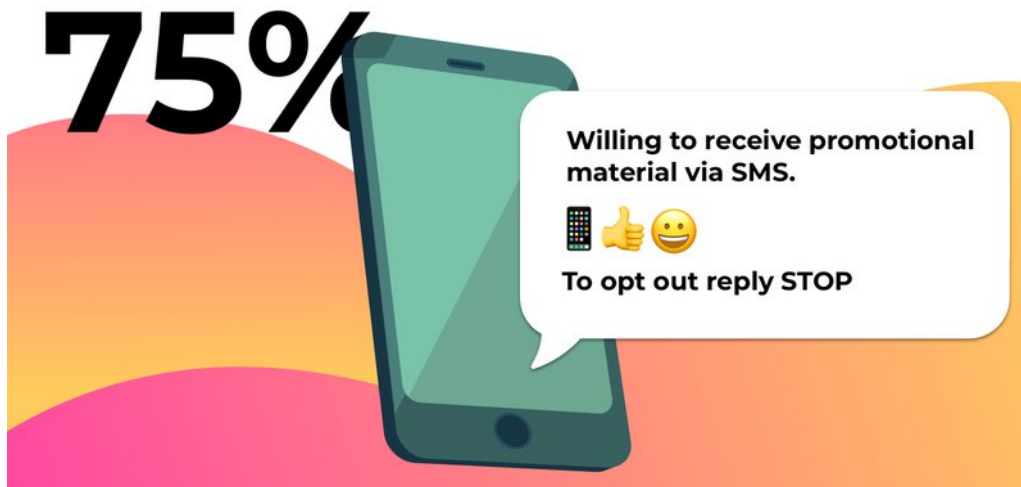 75%
Willing to receive promotional
material via SMS.
📱👍😀
To opt out reply STOP